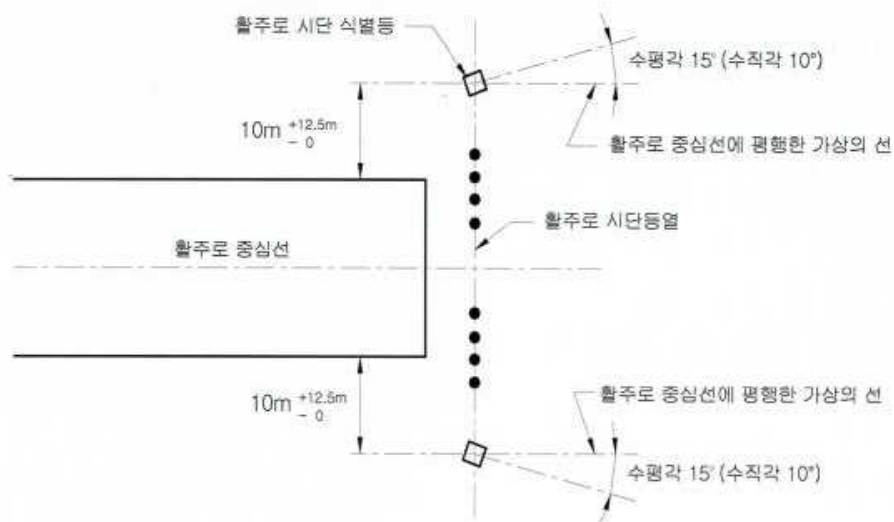 활주로 시단 식별등
수평각 15' (수직각 10°)
10m +12.5m
- 0
활주로 중심선에 평행한 가상의 선
활주로 시단등열
활주로 중심선
활주로 중심선에 평행한 가상의 선
10m +12.5m
- 0
수평각 15' (수직각 10°)